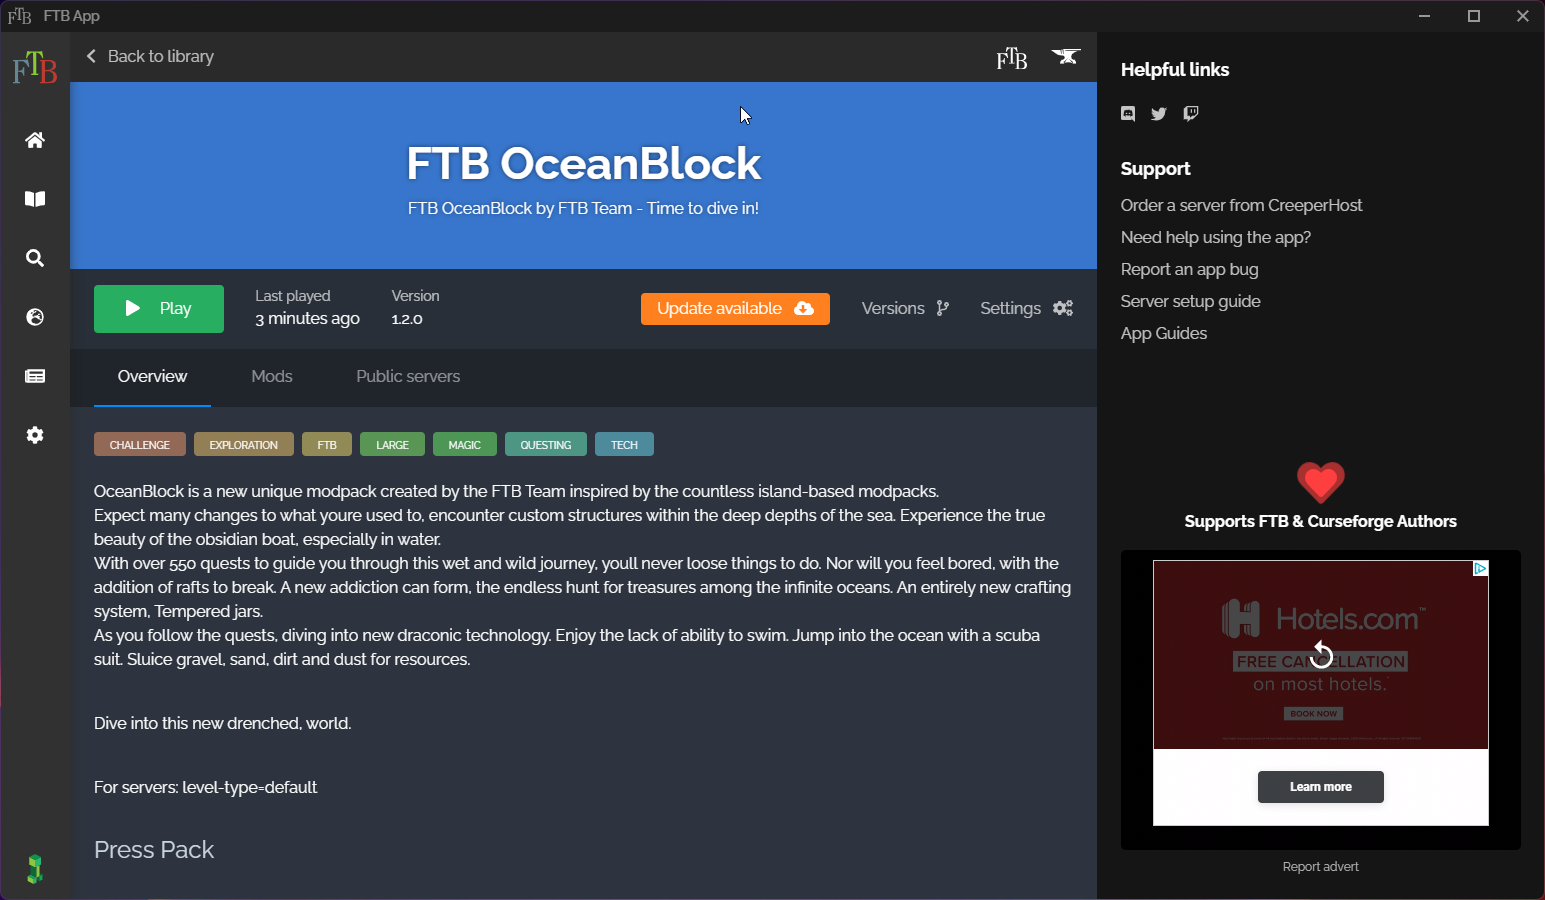 FTB FTB App
FTB
Back to library
FTB
FTB OceanBlock
FTB OceanBlock by FTB Team - Time to dive in!
Play
Last played
3 minutes ago
Version
1.2.0
Update available
Versions
Settings
Overview
Mods
Public servers
CHALLENGE
EXPLORATION
FTB
LARGE
MAGIC
QUESTING
TECH
OceanBlock is a new unique modpack created by the FTB Team inspired by the countless island-based modpacks.
Expect many changes to what youre used to, encounter custom structures within the deep depths of the sea. Experience the true
beauty of the obsidian boat, especially in water.
With over 550 quests to guide you through this wet and wild journey, youll never loose things to do. Nor will you feel bored, with the
addition of rafts to break. A new addiction can form, the endless hunt for treasures among the infinite oceans. An entirely new crafting
system, Tempered jars.
As you follow the quests, diving into new draconic technology. Enjoy the lack of ability to swim. Jump into the ocean with a scuba
suit. Sluice gravel, sand, dirt and dust for resources.
Dive into this new drenched, world.
For servers: level-type=default
Press Pack
Helpful links
Support
Order a server from CreeperHost
Need help using the app?
Report an app bug
Server setup guide
App Guides
Supports FTB & Curseforge Authors
Hotels.com™
FREE CANCELLATION
on most hotels.*
BOOK NOW
Learn more
Report advert